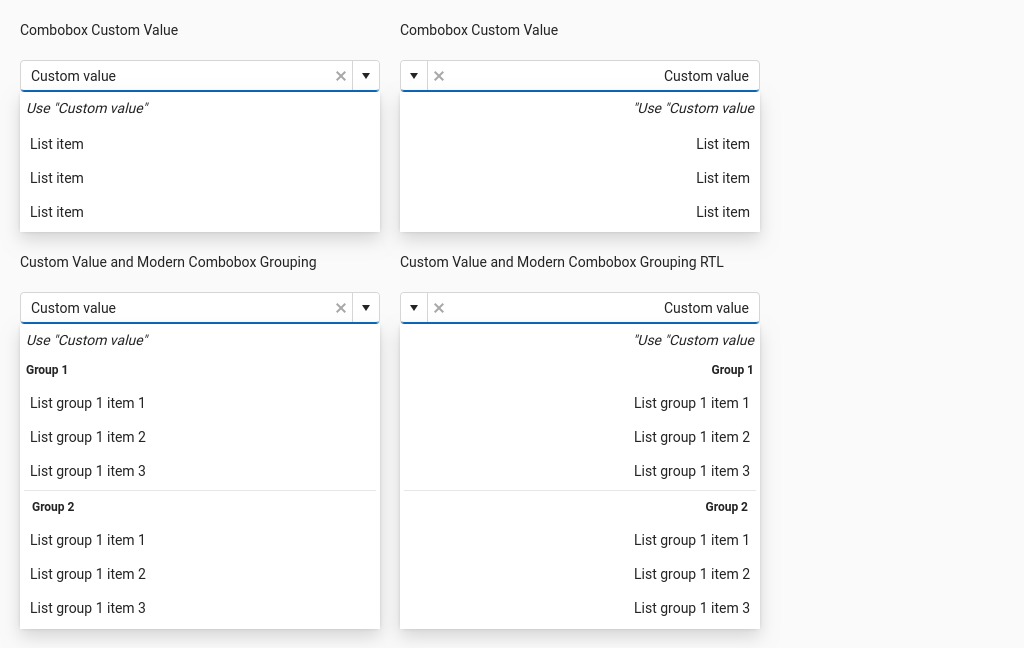 Combobox Custom Value
Custom value
Use "Custom value"
List item
List item
List item
Combobox Custom Value
Custom value
"Use "Custom value
List item
List item
List item
Custom Value and Modern Combobox Grouping
Custom value
Use "Custom value"
Group 1
List group 1 item 1
List group 1 item 2
List group 1 item 3
Group 2
List group 1 item 1
List group 1 item 2
List group 1 item 3
Custom Value and Modern Combobox Grouping RTL
Custom value
"Use "Custom value
Group 1
List group 1 item 1
List group 1 item 2
List group 1 item 3
Group 2
List group 1 item 1
List group 1 item 2
List group 1 item 3